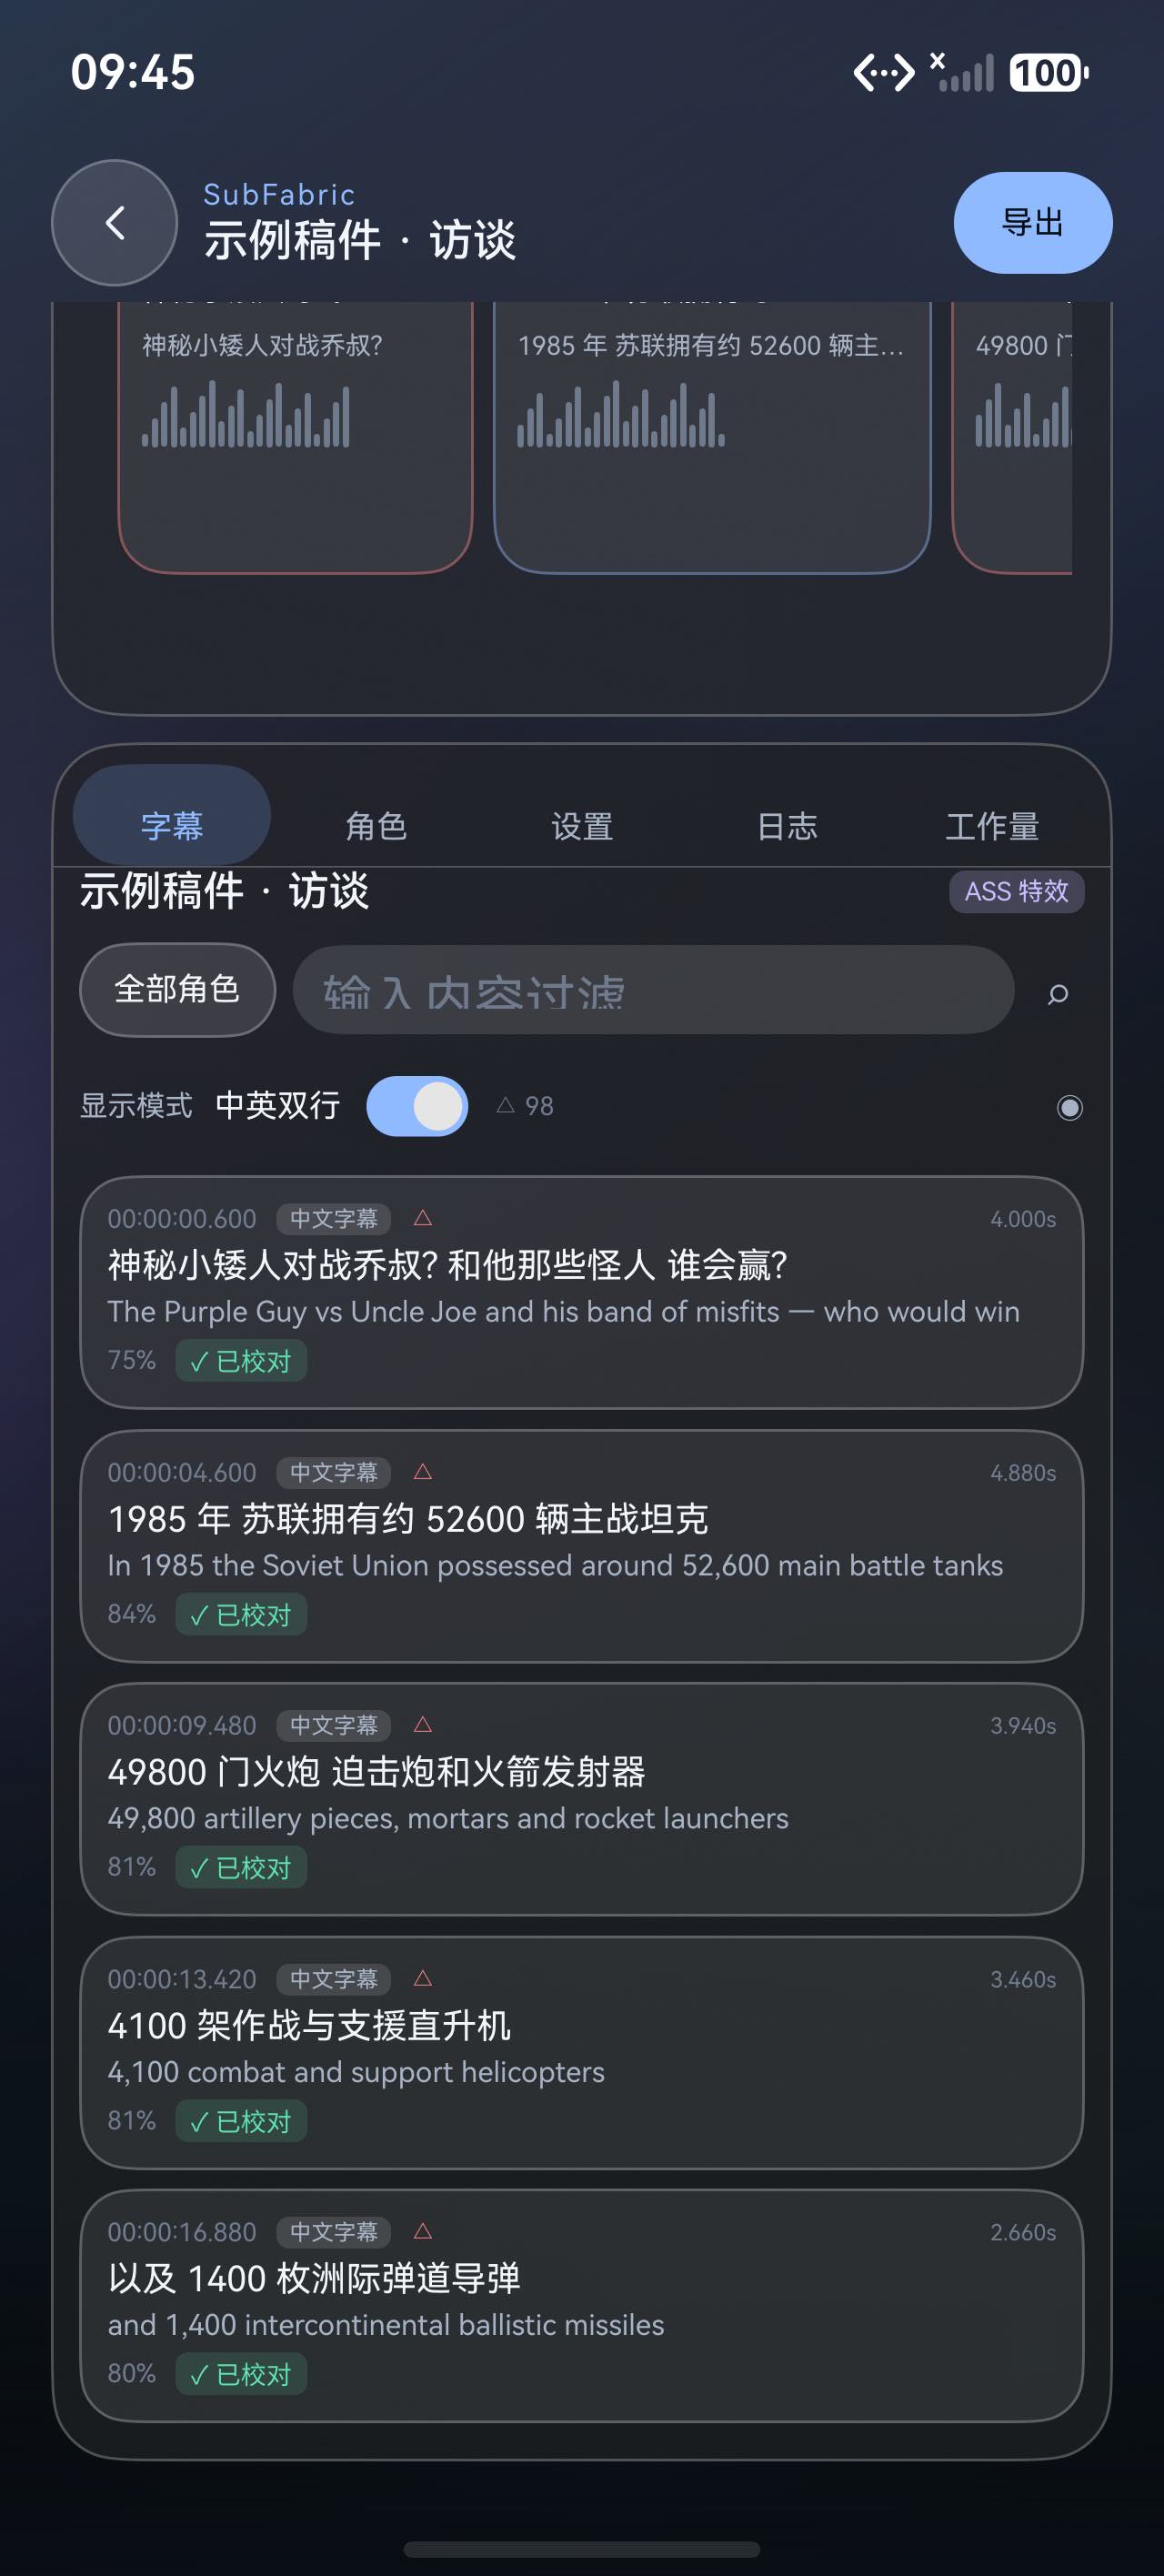 09:45
100
SubFabric
示例稿件 · 访谈
导出
神秘小矮人对战乔叔?
1985 年 苏联拥有约 52600 辆主…
49800 门
字幕
角色
设置
日志
工作量
示例稿件 · 访谈
ASS 特效
全部角色
输入内容过滤
显示模式 中英双行
△ 98
00:00:00.600 中文字幕 △ 4.000s
神秘小矮人对战乔叔? 和他那些怪人 谁会赢?
The Purple Guy vs Uncle Joe and his band of misfits — who would win
75% ✓ 已校对
00:00:04.600 中文字幕 △ 4.880s
1985 年 苏联拥有约 52600 辆主战坦克
In 1985 the Soviet Union possessed around 52,600 main battle tanks
84% ✓ 已校对
00:00:09.480 中文字幕 △ 3.940s
49800 门火炮 迫击炮和火箭发射器
49,800 artillery pieces, mortars and rocket launchers
81% ✓ 已校对
00:00:13.420 中文字幕 △ 3.460s
4100 架作战与支援直升机
4,100 combat and support helicopters
81% ✓ 已校对
00:00:16.880 中文字幕 △ 2.660s
以及 1400 枚洲际弹道导弹
and 1,400 intercontinental ballistic missiles
80% ✓ 已校对